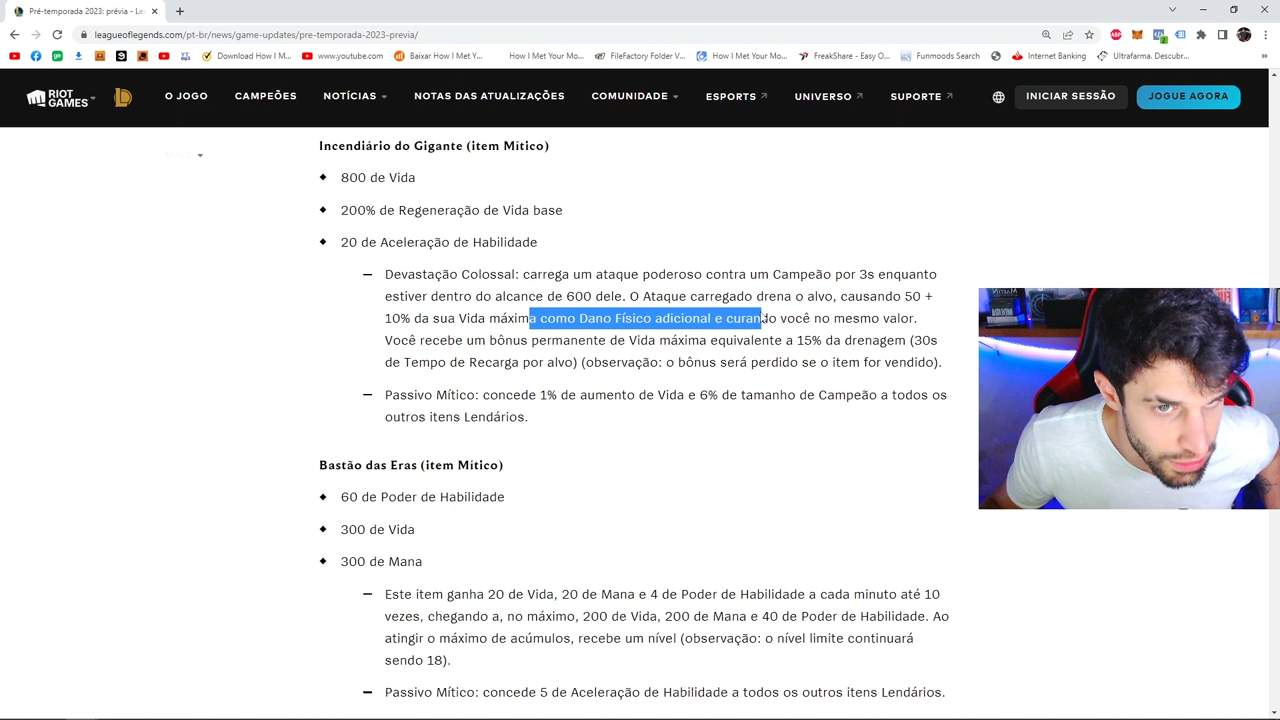 Pré-temporada 2023: prévia - Le
leagueoflegends.com/pt-br/news/game-updates/pre-temporada-2023-previa/
Download How I M...
www.youtube.com
Baixar How I Met Y...
How I Met Your Mo...
FileFactory Folder V...
How I Met Your Mo...
FreakShare - Easy O...
Funmoods Search
Internet Banking
Ultrafarma. Descubr...
RIOT GAMES
O JOGO
CAMPEÕES
NOTÍCIAS
NOTAS DAS ATUALIZAÇÕES
COMUNIDADE
ESPORTS
UNIVERSO
SUPORTE
INICIAR SESSÃO
JOGUE AGORA
Incendiário do Gigante (item Mítico)
800 de Vida
200% de Regeneração de Vida base
20 de Aceleração de Habilidade
Devastação Colossal: carrega um ataque poderoso contra um Campeão por 3s enquanto
estiver dentro do alcance de 600 dele. O Ataque carregado drena o alvo, causando 50 +
10% da sua Vida máxima como Dano Físico adicional e curando você no mesmo valor.
Você recebe um bônus permanente de Vida máxima equivalente a 15% da drenagem (30s
de Tempo de Recarga por alvo) (observação: o bônus será perdido se o item for vendido).
Passivo Mítico: concede 1% de aumento de Vida e 6% de tamanho de Campeão a todos os
outros itens Lendários.
Bastão das Eras (item Mítico)
60 de Poder de Habilidade
300 de Vida
300 de Mana
Este item ganha 20 de Vida, 20 de Mana e 4 de Poder de Habilidade a cada minuto até 10
vezes, chegando a, no máximo, 200 de Vida, 200 de Mana e 40 de Poder de Habilidade. Ao
atingir o máximo de acúmulos, recebe um nível (observação: o nível limite continuará
sendo 18).
Passivo Mítico: concede 5 de Aceleração de Habilidade a todos os outros itens Lendários.